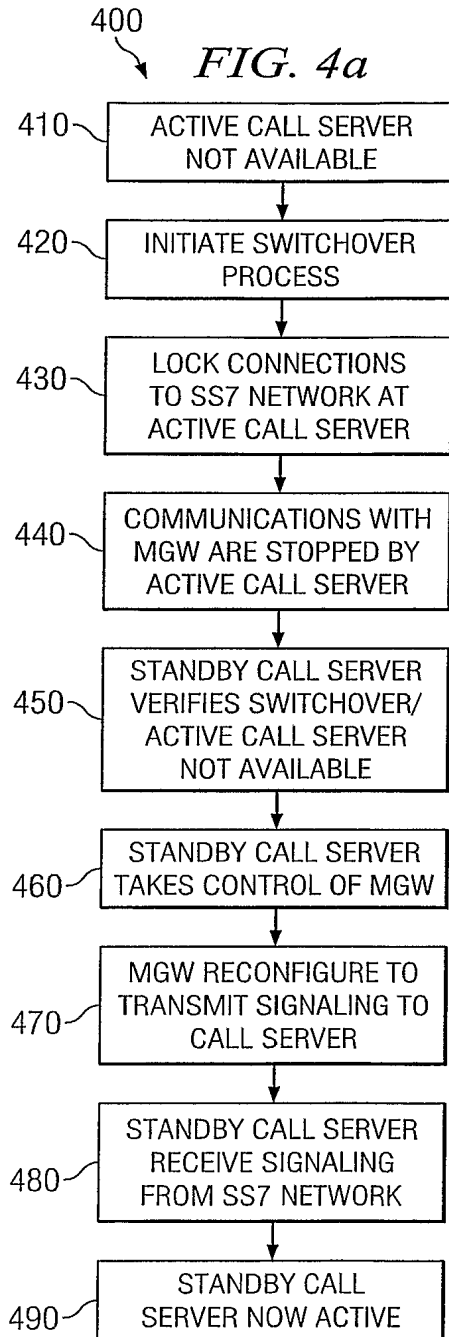 400
FIG. 4a
410
ACTIVE CALL SERVER
NOT AVAILABLE
420
INITIATE SWITCHOVER
PROCESS
430
LOCK CONNECTIONS
TO SS7 NETWORK AT
ACTIVE CALL SERVER
440
COMMUNICATIONS WITH
MGW ARE STOPPED BY
ACTIVE CALL SERVER
450
STANDBY CALL SERVER
VERIFIES SWITCHOVER/
ACTIVE CALL SERVER
NOT AVAILABLE
460
STANDBY CALL SERVER
TAKES CONTROL OF MGW
470
MGW RECONFIGURE TO
TRANSMIT SIGNALING TO
CALL SERVER
480
STANDBY CALL SERVER
RECEIVE SIGNALING
FROM SS7 NETWORK
490
STANDBY CALL
SERVER NOW ACTIVE